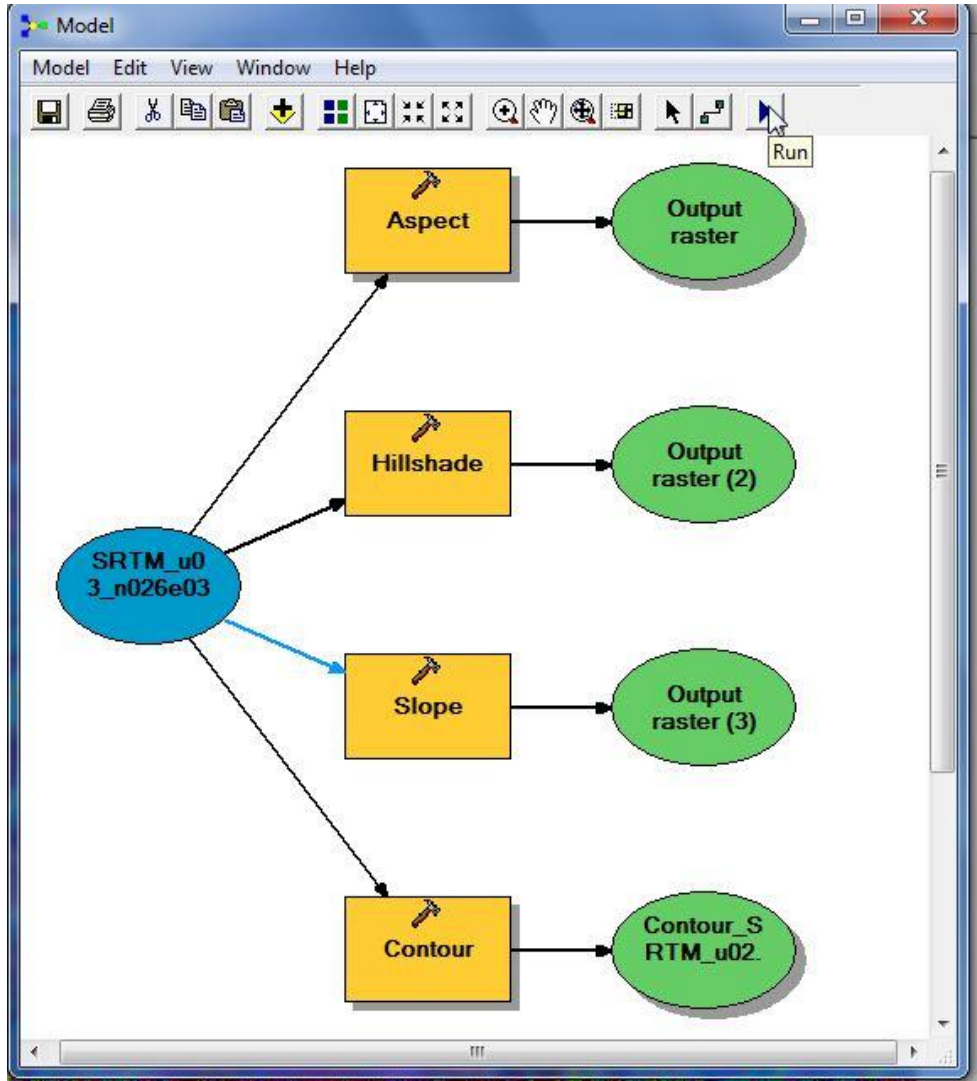 Model
Model Edit View Window Help
Run
Aspect
Output
raster
Hillshade
Output
raster (2)
SRTM_u0
3_n026e03
Slope
Output
raster (3)
Contour
Contour_S
RTM_u02.